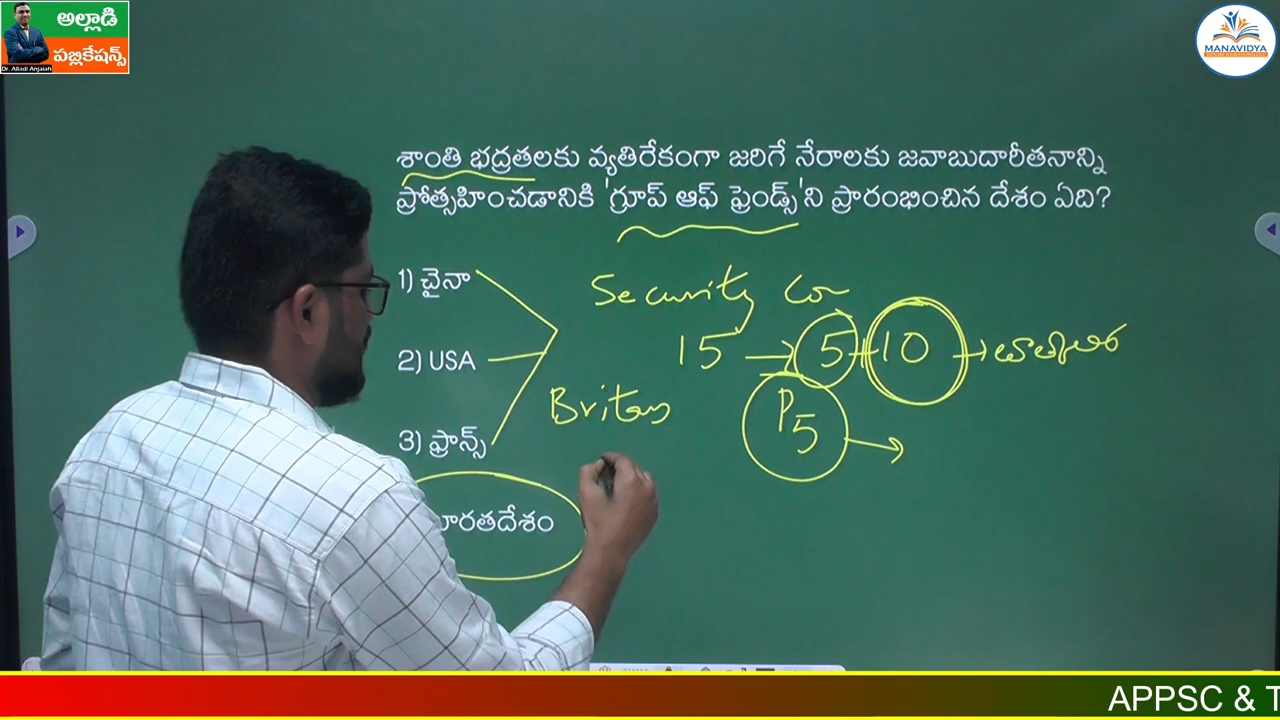 అల్లాడి
పబ్లికేషన్స్
Dr. Alladi Anjaiah
MANAVIDYA
శాంతి భద్రతలకు వ్యతిరేకంగా జరిగే నేరాలకు జవాబుదారీతనాన్ని
ప్రోత్సహించడానికి 'గ్రూప్ ఆఫ్ ఫ్రెండ్స్'ని ప్రారంభించిన దేశం ఏది?
1) చైనా
Security Co
15 → 5 + 10 →
2) USA
Britan
P5 →
3) ఫ్రాన్స్
భారతదేశం
APPSC & T